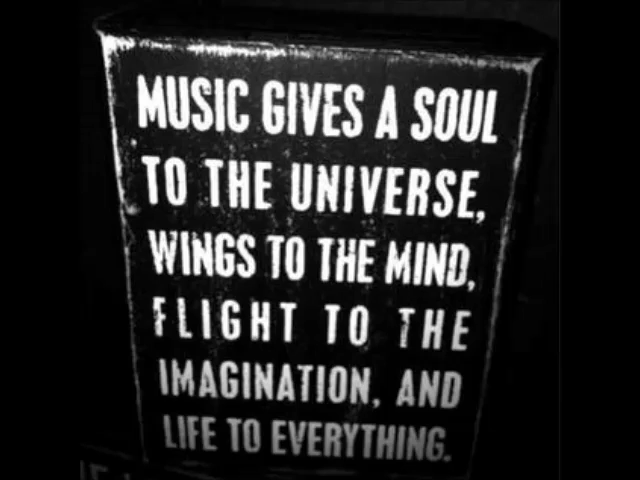 MUSIC GIVES A SOUL
TO THE UNIVERSE,
WINGS TO THE MIND,
FLIGHT TO THE
IMAGINATION, AND
LIFE TO EVERYTHING.